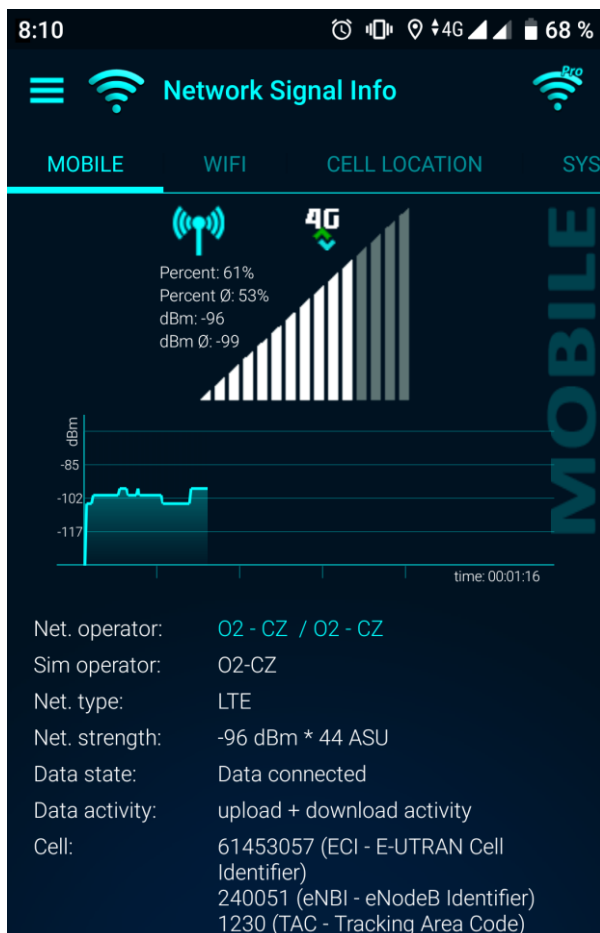 8:10 4G 68 %
Network Signal Info Pro
MOBILE WIFI CELL LOCATION SYS
4G
Percent: 61%
Percent Ø: 53%
dBm: -96
dBm Ø: -99
MOBILE
dBm
-85
-102
-117
time: 00:01:16
Net. operator: O2 - CZ / O2 - CZ
Sim operator: O2-CZ
Net. type: LTE
Net. strength: -96 dBm * 44 ASU
Data state: Data connected
Data activity: upload + download activity
Cell: 61453057 (ECI - E-UTRAN Cell
Identifier)
240051 (eNBI - eNodeB Identifier)
1230 (TAC - Tracking Area Code)